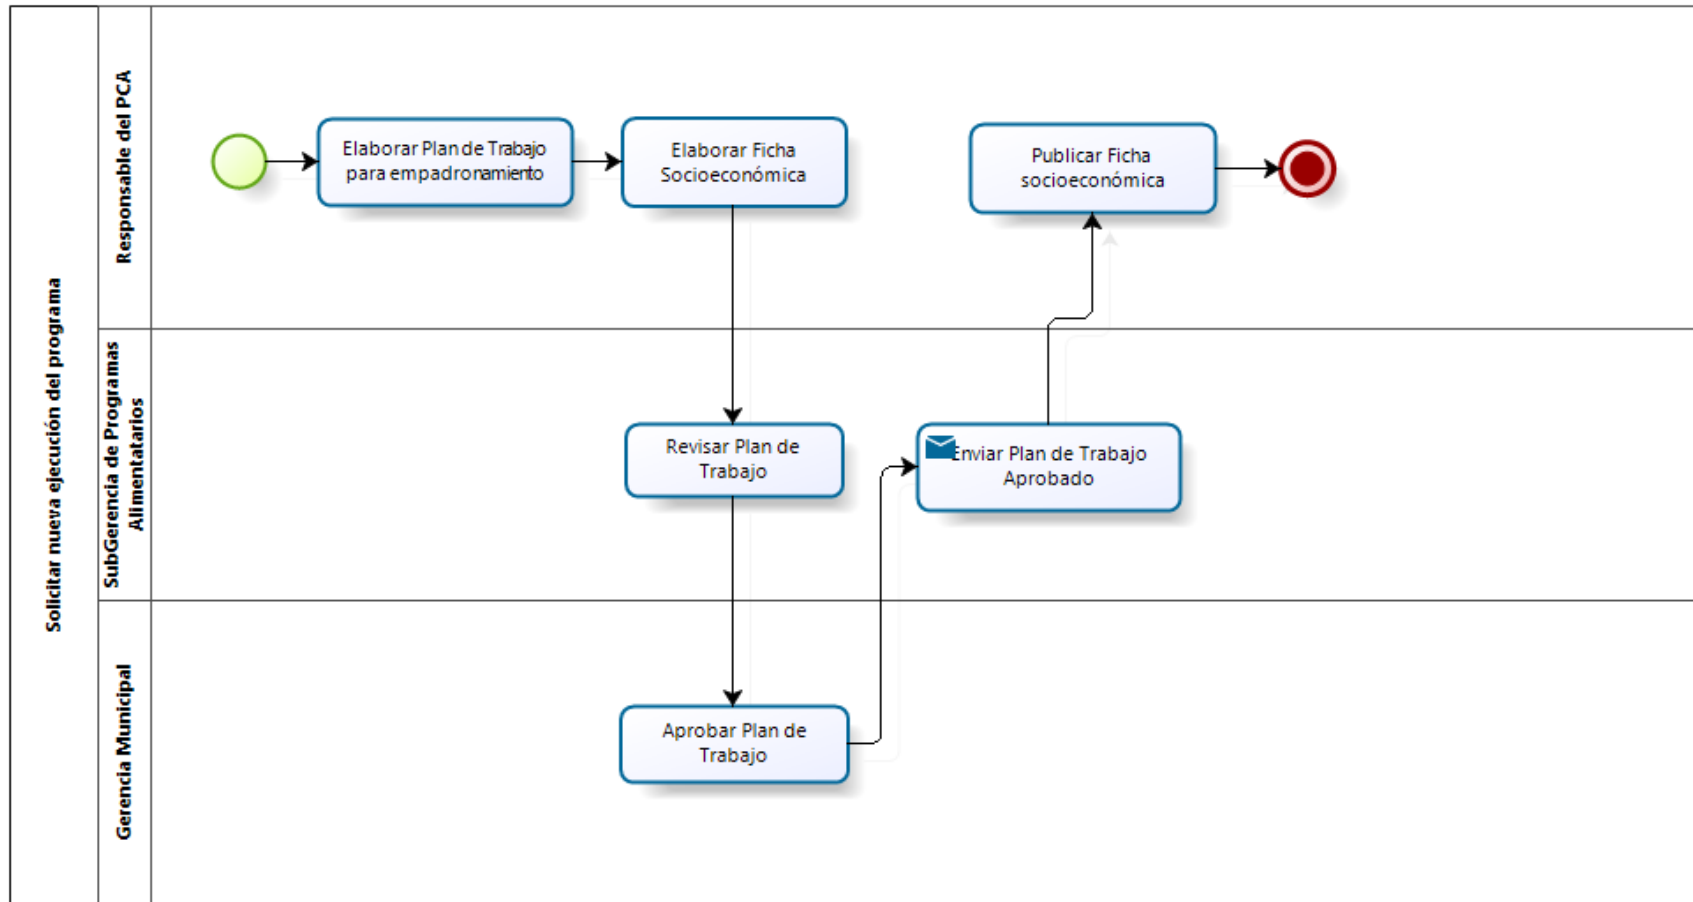 Solicitar nueva ejecución del programa
Responsable del PCA
Elaborar Plan de Trabajo
para empadronamiento
Elaborar Ficha
Socioeconómica
Publicar Ficha
socioeconómica
SubGerencia de Programas
Alimentatarios
Revisar Plan de
Trabajo
Enviar Plan de Trabajo
Aprobado
Gerencia Municipal
Aprobar Plan de
Trabajo